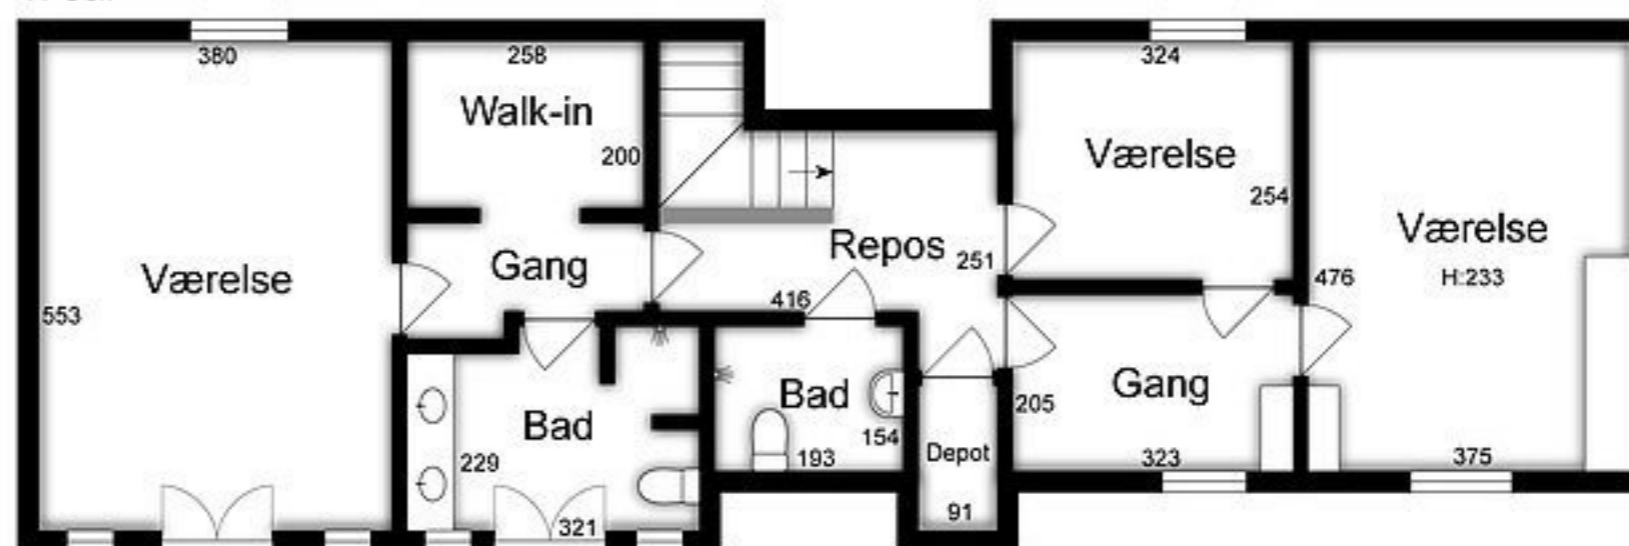 380
Værelse
553
258
Walk-in
200
Gang
Bad
229
321
Repos
251
416
Bad
154
193
Depot
91
324
Værelse
254
Gang
205
323
Værelse
H:233
476
375